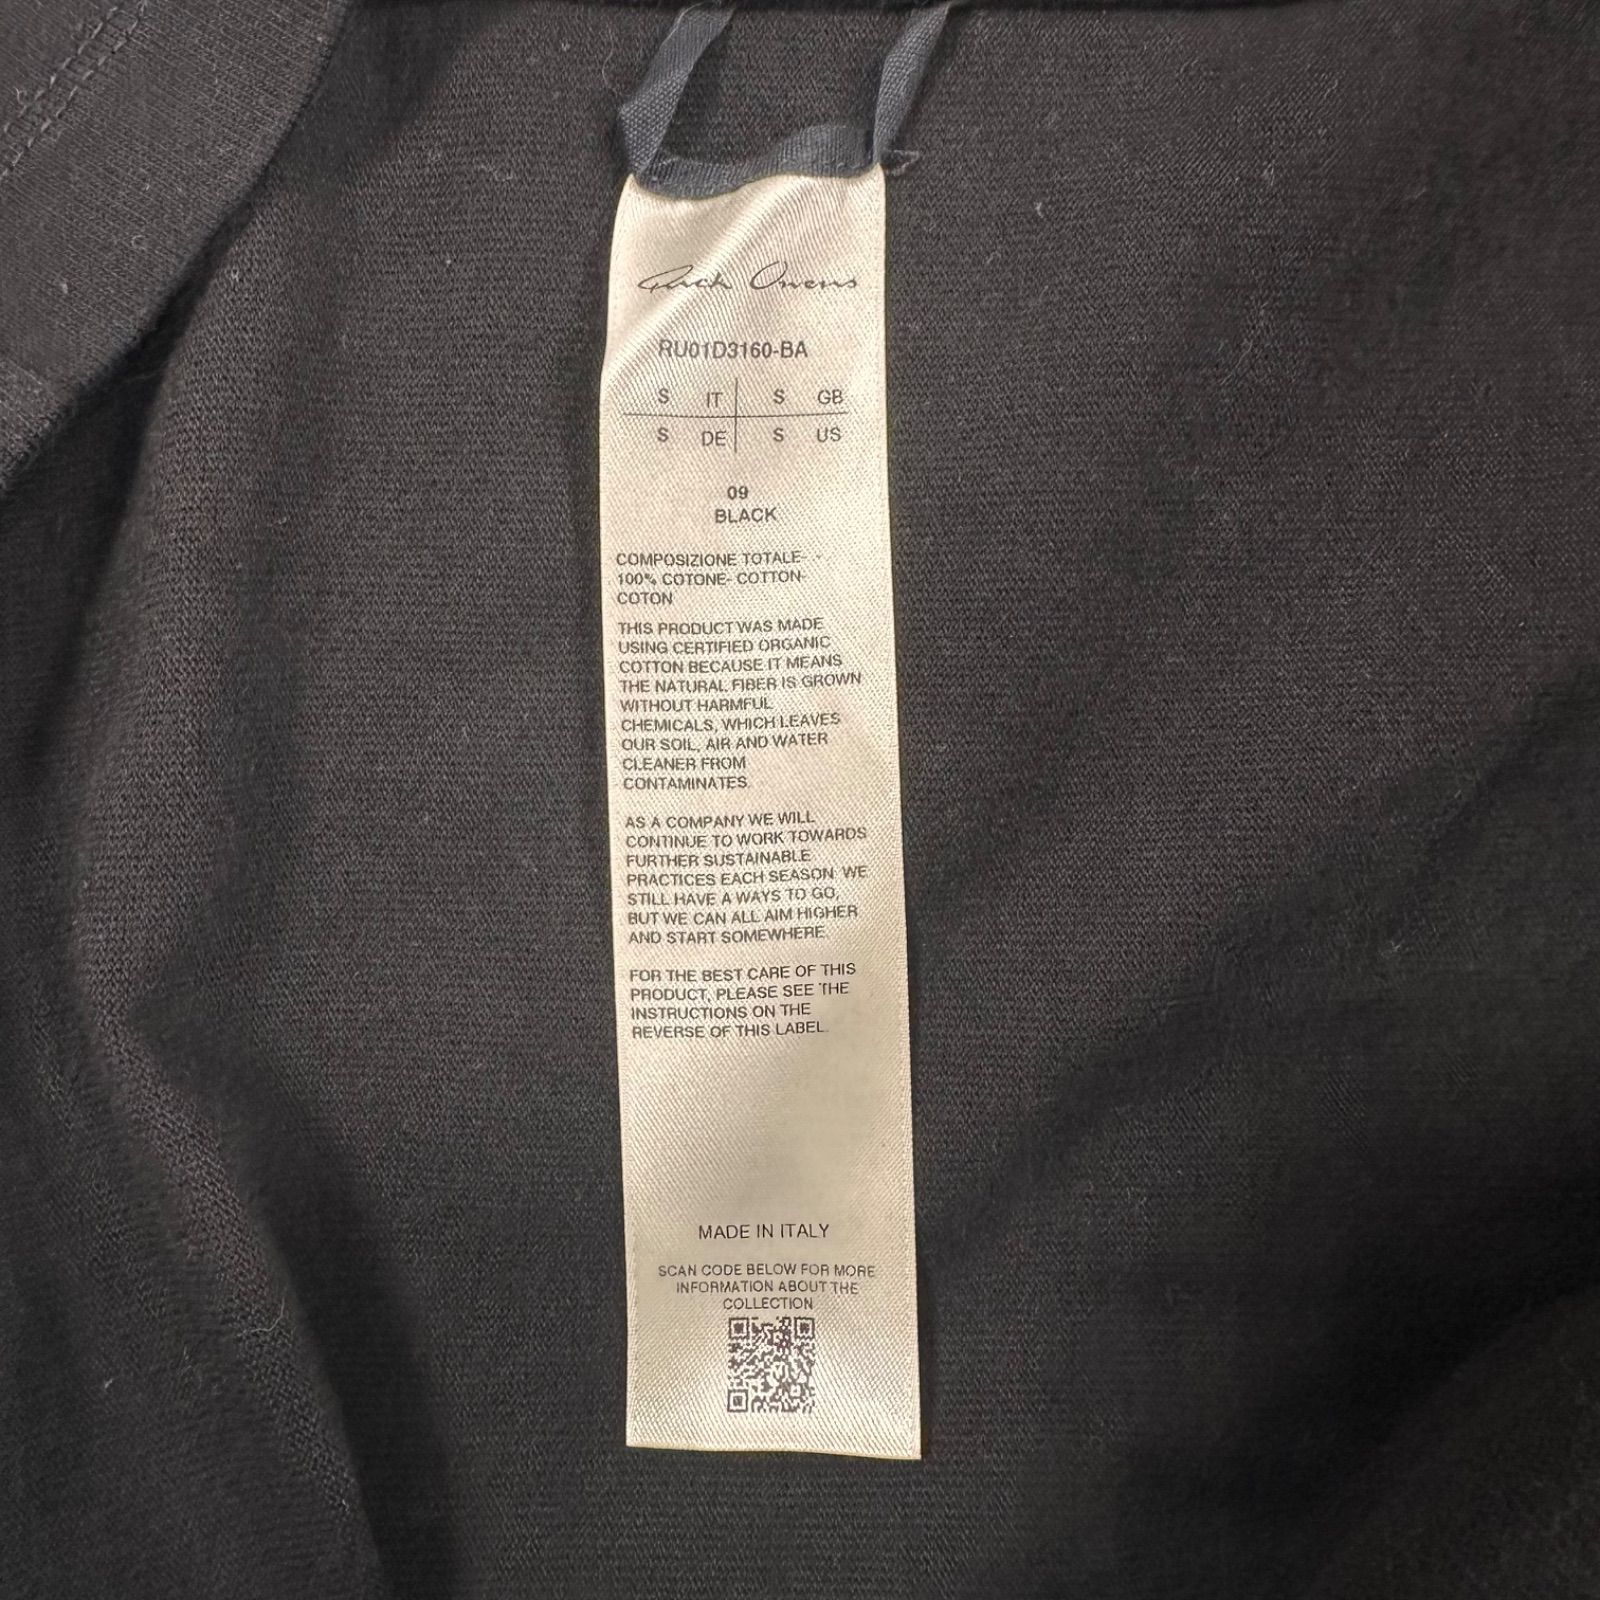 Rick Owens
RU01D3160-BA
S IT S GB
S DE S US
09
BLACK
COMPOSIZIONE TOTALE- -
100% COTONE- COTTON-
COTON
THIS PRODUCT WAS MADE
USING CERTIFIED ORGANIC
COTTON BECAUSE IT MEANS
THE NATURAL FIBER IS GROWN
WITHOUT HARMFUL
CHEMICALS, WHICH LEAVES
OUR SOIL, AIR AND WATER
CLEANER FROM
CONTAMINATES.
AS A COMPANY WE WILL
CONTINUE TO WORK TOWARDS
FURTHER SUSTAINABLE
PRACTICES EACH SEASON. WE
STILL HAVE A WAYS TO GO,
BUT WE CAN ALL AIM HIGHER
AND START SOMEWHERE.
FOR THE BEST CARE OF THIS
PRODUCT, PLEASE SEE THE
INSTRUCTIONS ON THE
REVERSE OF THIS LABEL.
MADE IN ITALY
SCAN CODE BELOW FOR MORE
INFORMATION ABOUT THE
COLLECTION